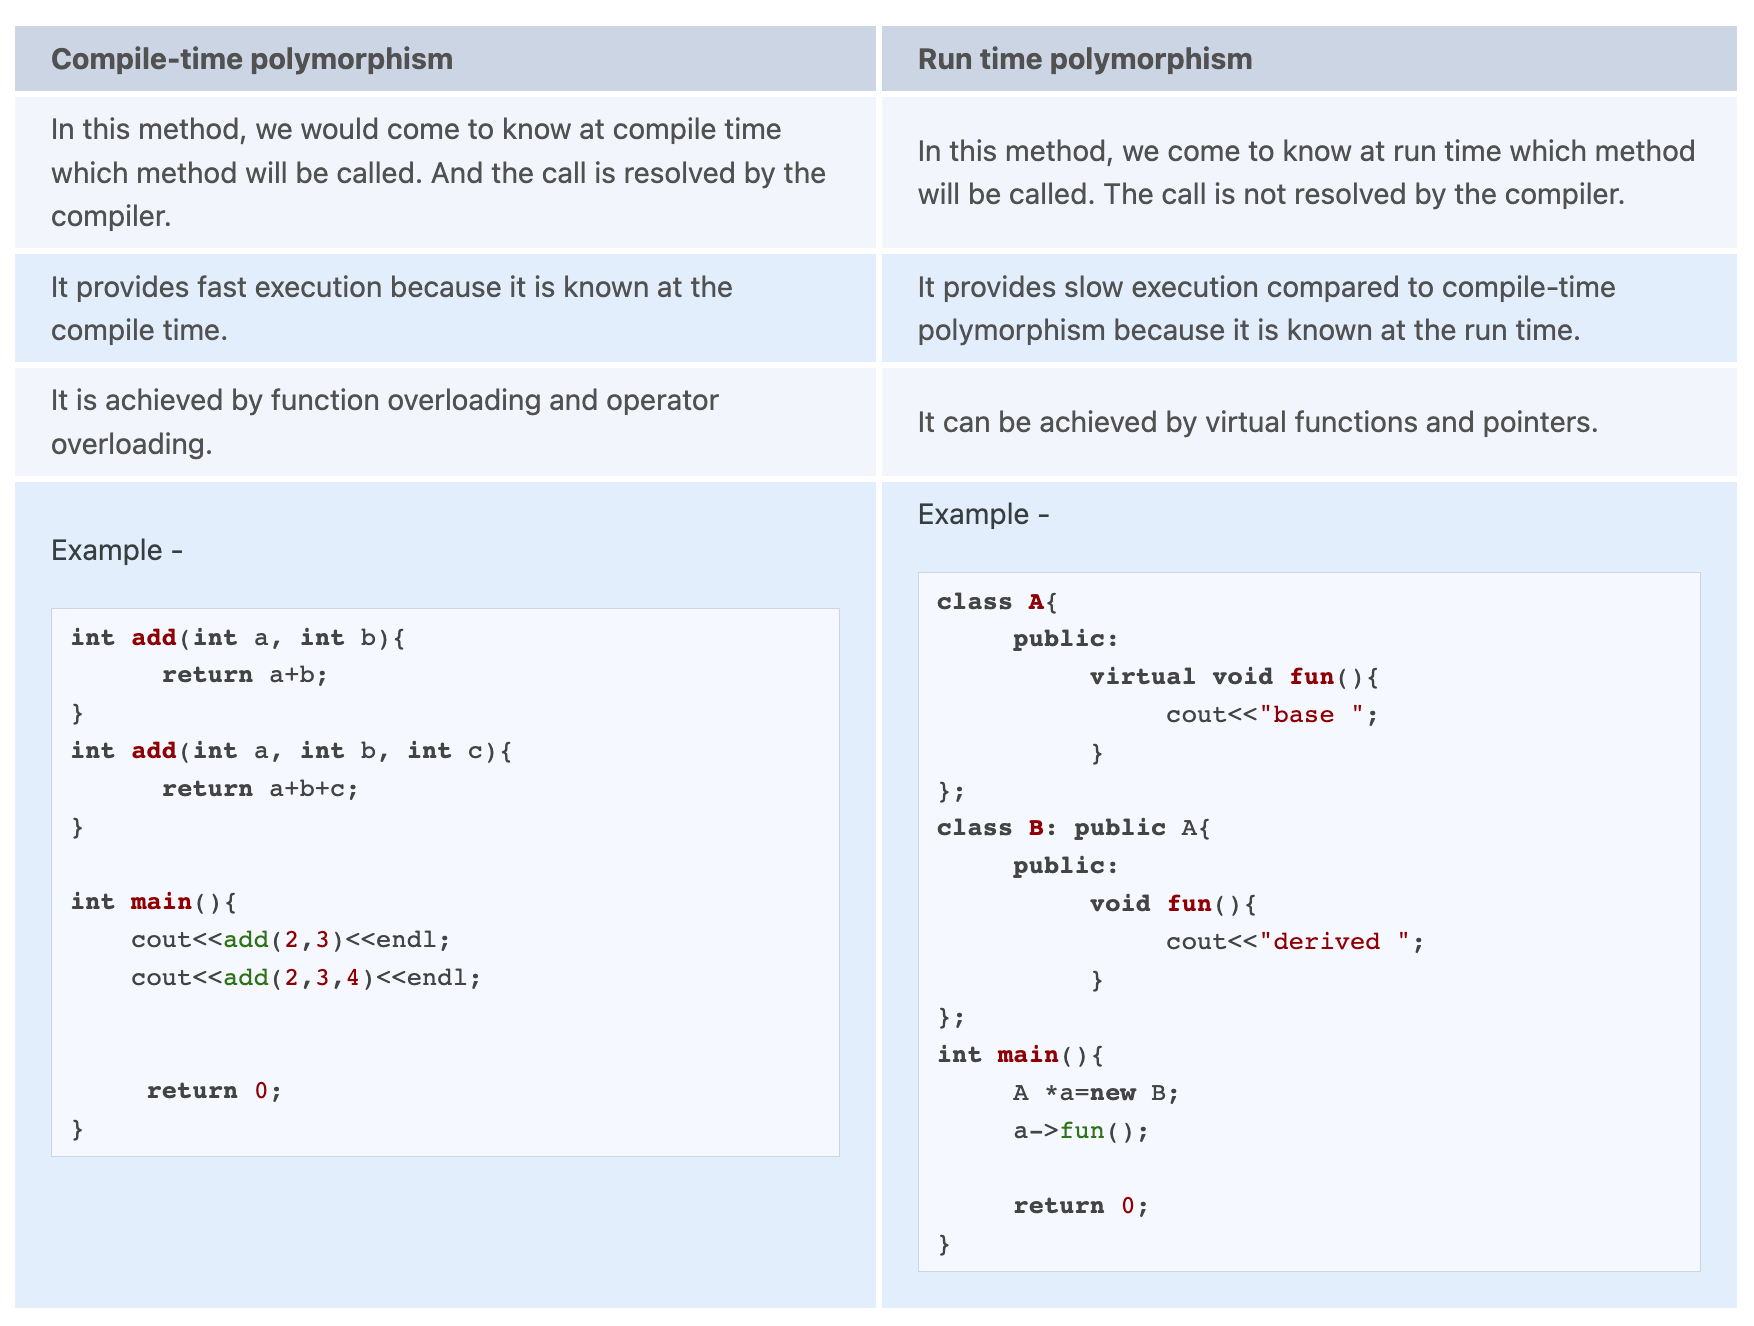 Compile-time polymorphism
Run time polymorphism
In this method, we would come to know at compile time
which method will be called. And the call is resolved by the
compiler.
In this method, we come to know at run time which method
will be called. The call is not resolved by the compiler.
It provides fast execution because it is known at the
compile time.
It provides slow execution compared to compile-time
polymorphism because it is known at the run time.
It is achieved by function overloading and operator
overloading.
It can be achieved by virtual functions and pointers.
Example -
int add(int a, int b){
      return a+b;
}
int add(int a, int b, int c){
      return a+b+c;
}

int main(){
    cout<<add(2,3)<<endl;
    cout<<add(2,3,4)<<endl;


     return 0;
}
Example -
class A{
     public:
          virtual void fun(){
               cout<<"base ";
          }
};
class B: public A{
     public:
          void fun(){
               cout<<"derived ";
          }
};
int main(){
     A *a=new B;
     a->fun();

     return 0;
}